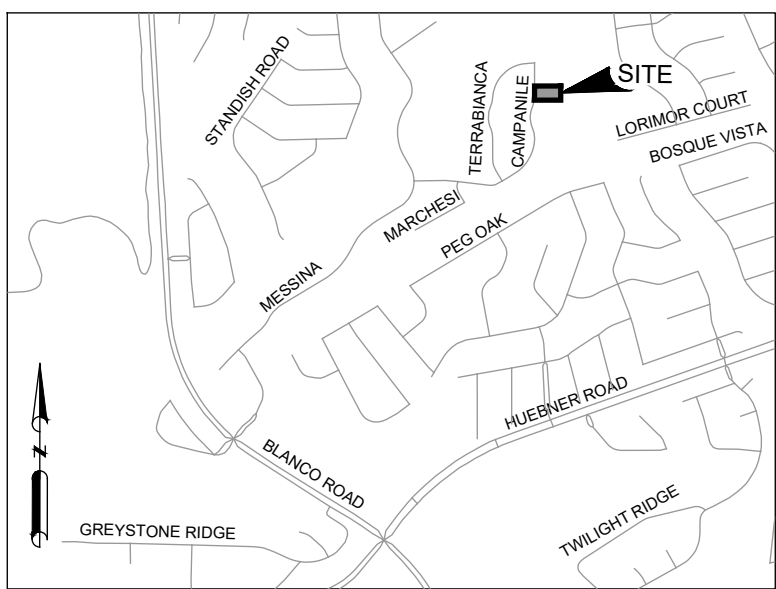 STANDISH ROAD
TERRABIANCA
CAMPANILE
SITE
LORIMOR COURT
BOSQUE VISTA
MARCHESI
PEG OAK
MESSINA
HUEBNER ROAD
BLANCO ROAD
GREYSTONE RIDGE
TWILIGHT RIDGE
N